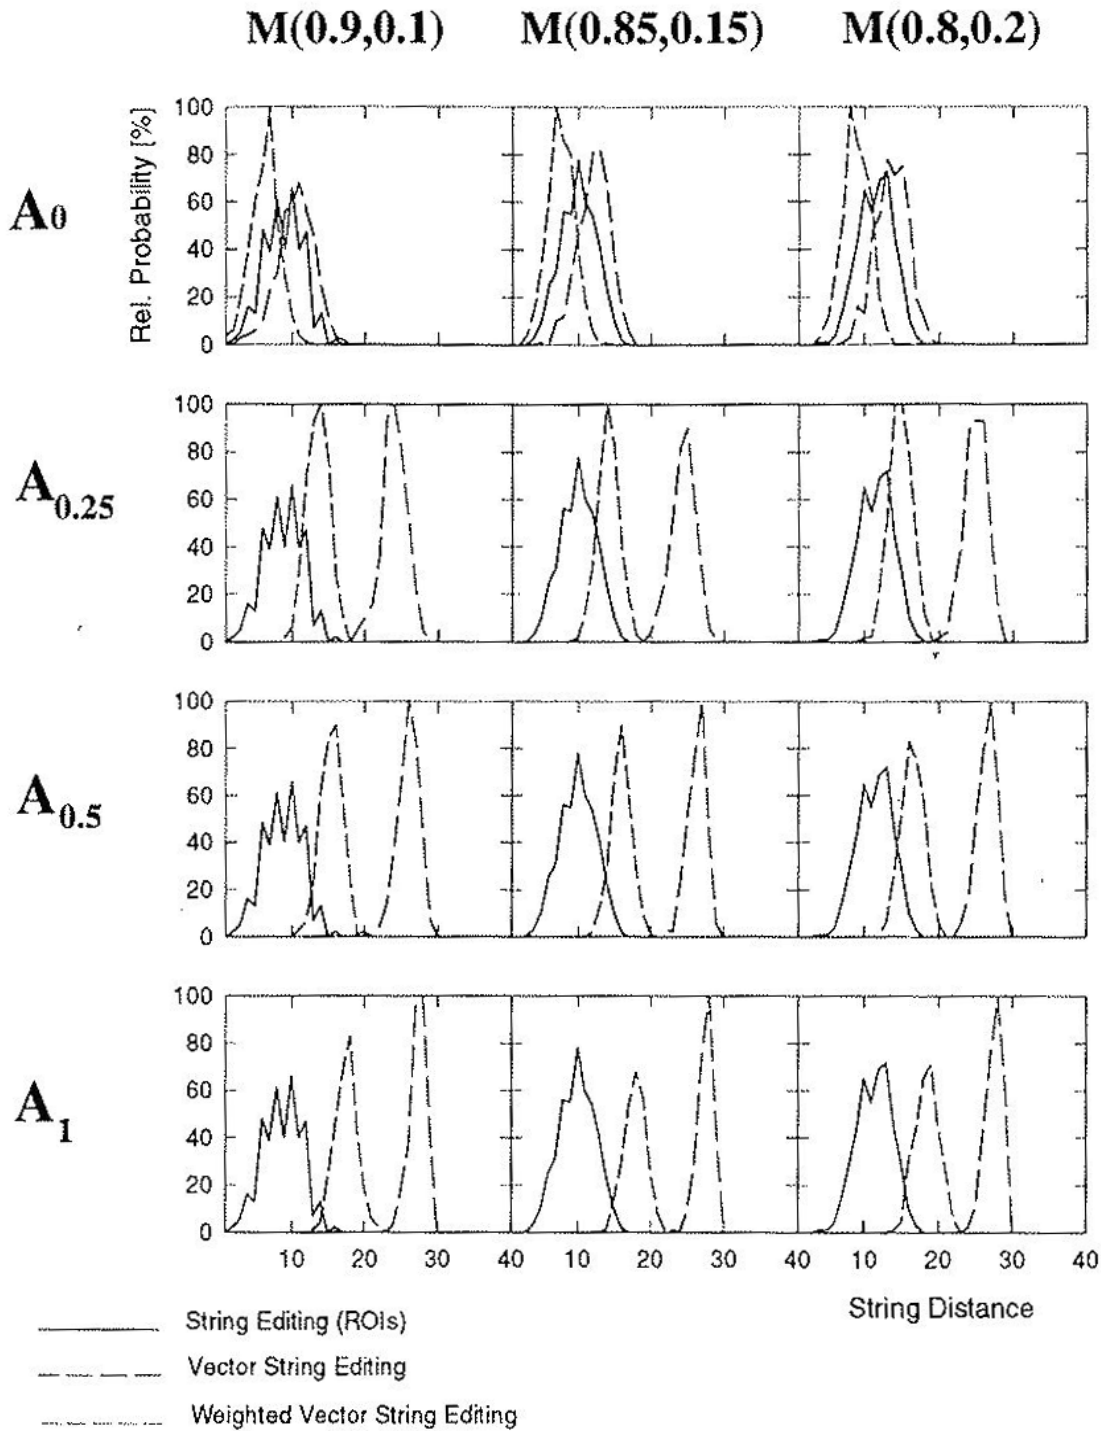 M(0.9,0.1) M(0.85,0.15) M(0.8,0.2)
Rel. Probability [%]
A0
100
80
60
40
20
0
A0.25
100
80
60
40
20
0
A0.5
100
80
60
40
20
0
A1
100
80
60
40
20
0
10 20 30 40 10 20 30 40 10 20 30 40
String Distance
String Editing (ROIs)
Vector String Editing
Weighted Vector String Editing